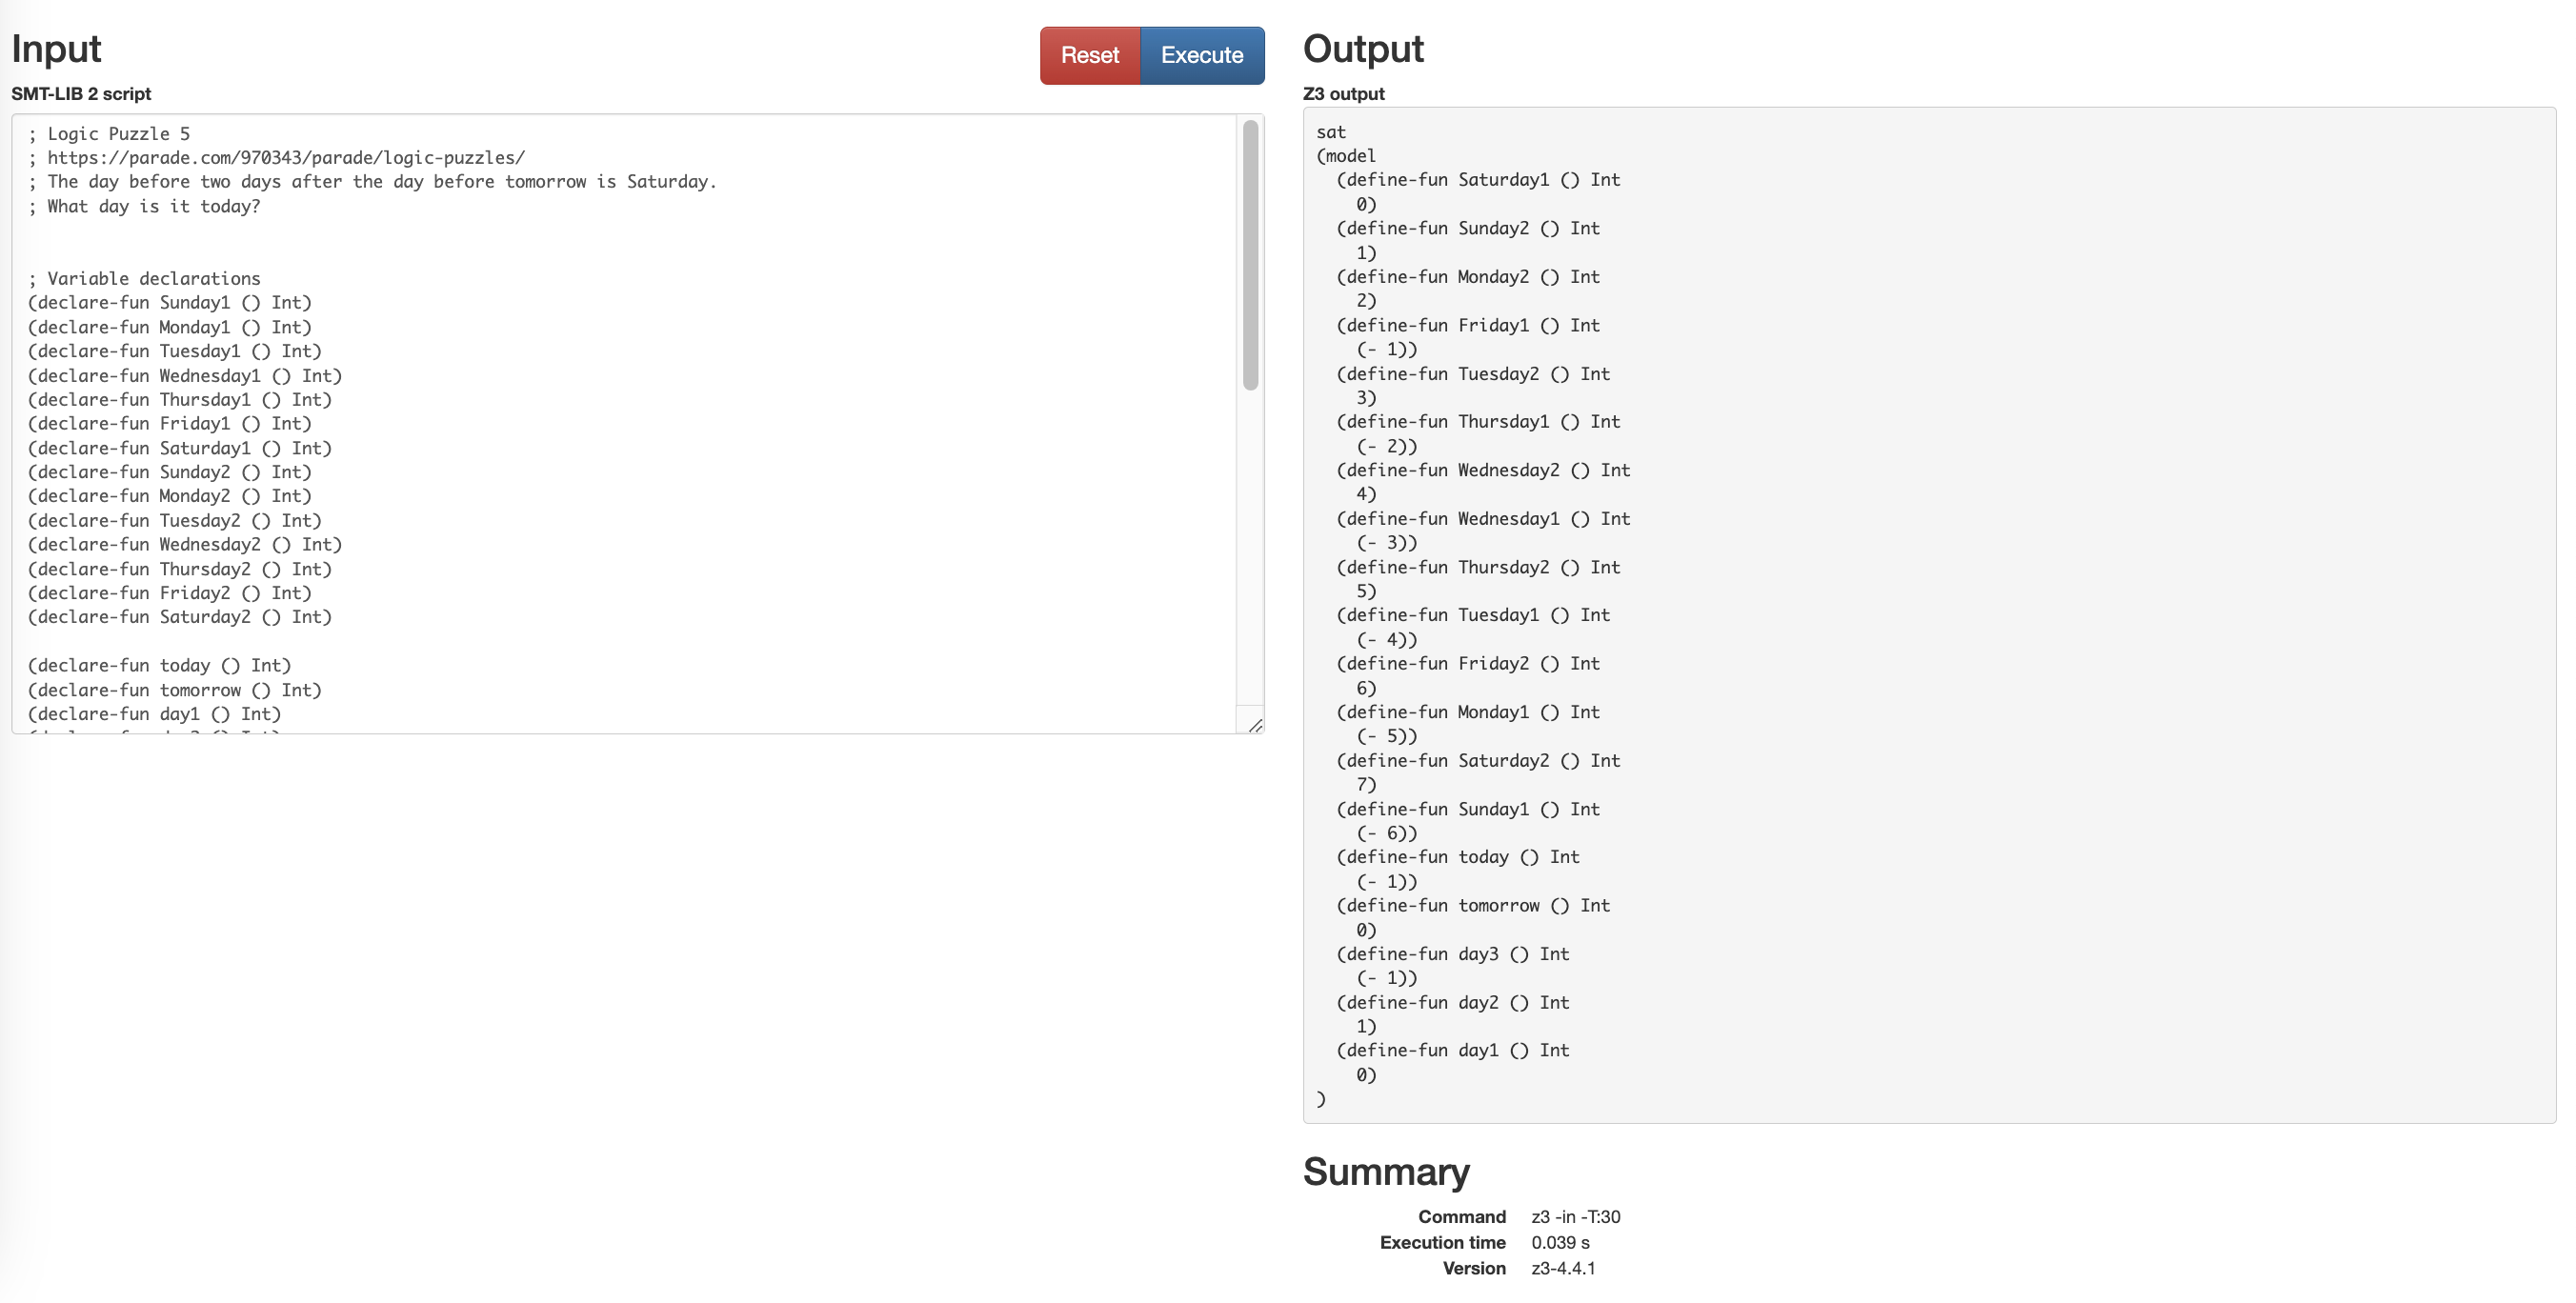 Input
Reset
Execute
SMT-LIB 2 script
; Logic Puzzle 5
; https://parade.com/970343/parade/logic-puzzles/
; The day before two days after the day before tomorrow is Saturday.
; What day is it today?
; Variable declarations
(declare-fun Sunday1 () Int)
(declare-fun Monday1 () Int)
(declare-fun Tuesday1 () Int)
(declare-fun Wednesday1 () Int)
(declare-fun Thursday1 () Int)
(declare-fun Friday1 () Int)
(declare-fun Saturday1 () Int)
(declare-fun Sunday2 () Int)
(declare-fun Monday2 () Int)
(declare-fun Tuesday2 () Int)
(declare-fun Wednesday2 () Int)
(declare-fun Thursday2 () Int)
(declare-fun Friday2 () Int)
(declare-fun Saturday2 () Int)
(declare-fun today () Int)
(declare-fun tomorrow () Int)
(declare-fun day1 () Int)
Output
Z3 output
sat
(model
(define-fun Saturday1 () Int
0)
(define-fun Sunday2 () Int
1)
(define-fun Monday2 () Int
2)
(define-fun Friday1 () Int
(- 1))
(define-fun Tuesday2 () Int
3)
(define-fun Thursday1 () Int
(- 2))
(define-fun Wednesday2 () Int
4)
(define-fun Wednesday1 () Int
(- 3))
(define-fun Thursday2 () Int
5)
(define-fun Tuesday1 () Int
(- 4))
(define-fun Friday2 () Int
6)
(define-fun Monday1 () Int
(- 5))
(define-fun Saturday2 () Int
7)
(define-fun Sunday1 () Int
(- 6))
(define-fun today () Int
(- 1))
(define-fun tomorrow () Int
0)
(define-fun day3 () Int
(- 1))
(define-fun day2 () Int
1)
(define-fun day1 () Int
0)
)
Summary
Command z3 -in -T:30
Execution time 0.039 s
Version z3-4.4.1